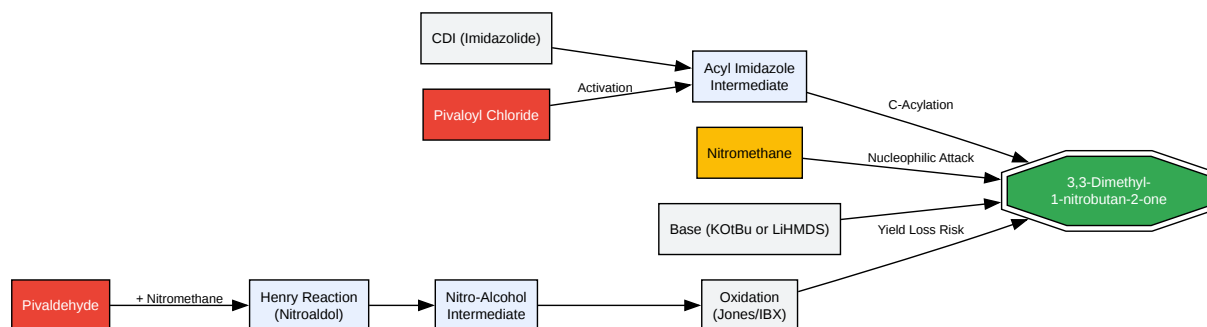 CDI (Imidazolide)
Pivaloyl Chloride
Activation
Acyl Imidazole
Intermediate
C-Acylation
Nitromethane
Nucleophilic Attack
3,3-Dimethyl-
1-nitrobutan-2-one
Base (KOtBu or LiHMDS)
Yield Loss Risk
Pivaldehyde
+ Nitromethane
Henry Reaction
(Nitroaldol)
Nitro-Alcohol
Intermediate
Oxidation
(Jones/IBX)